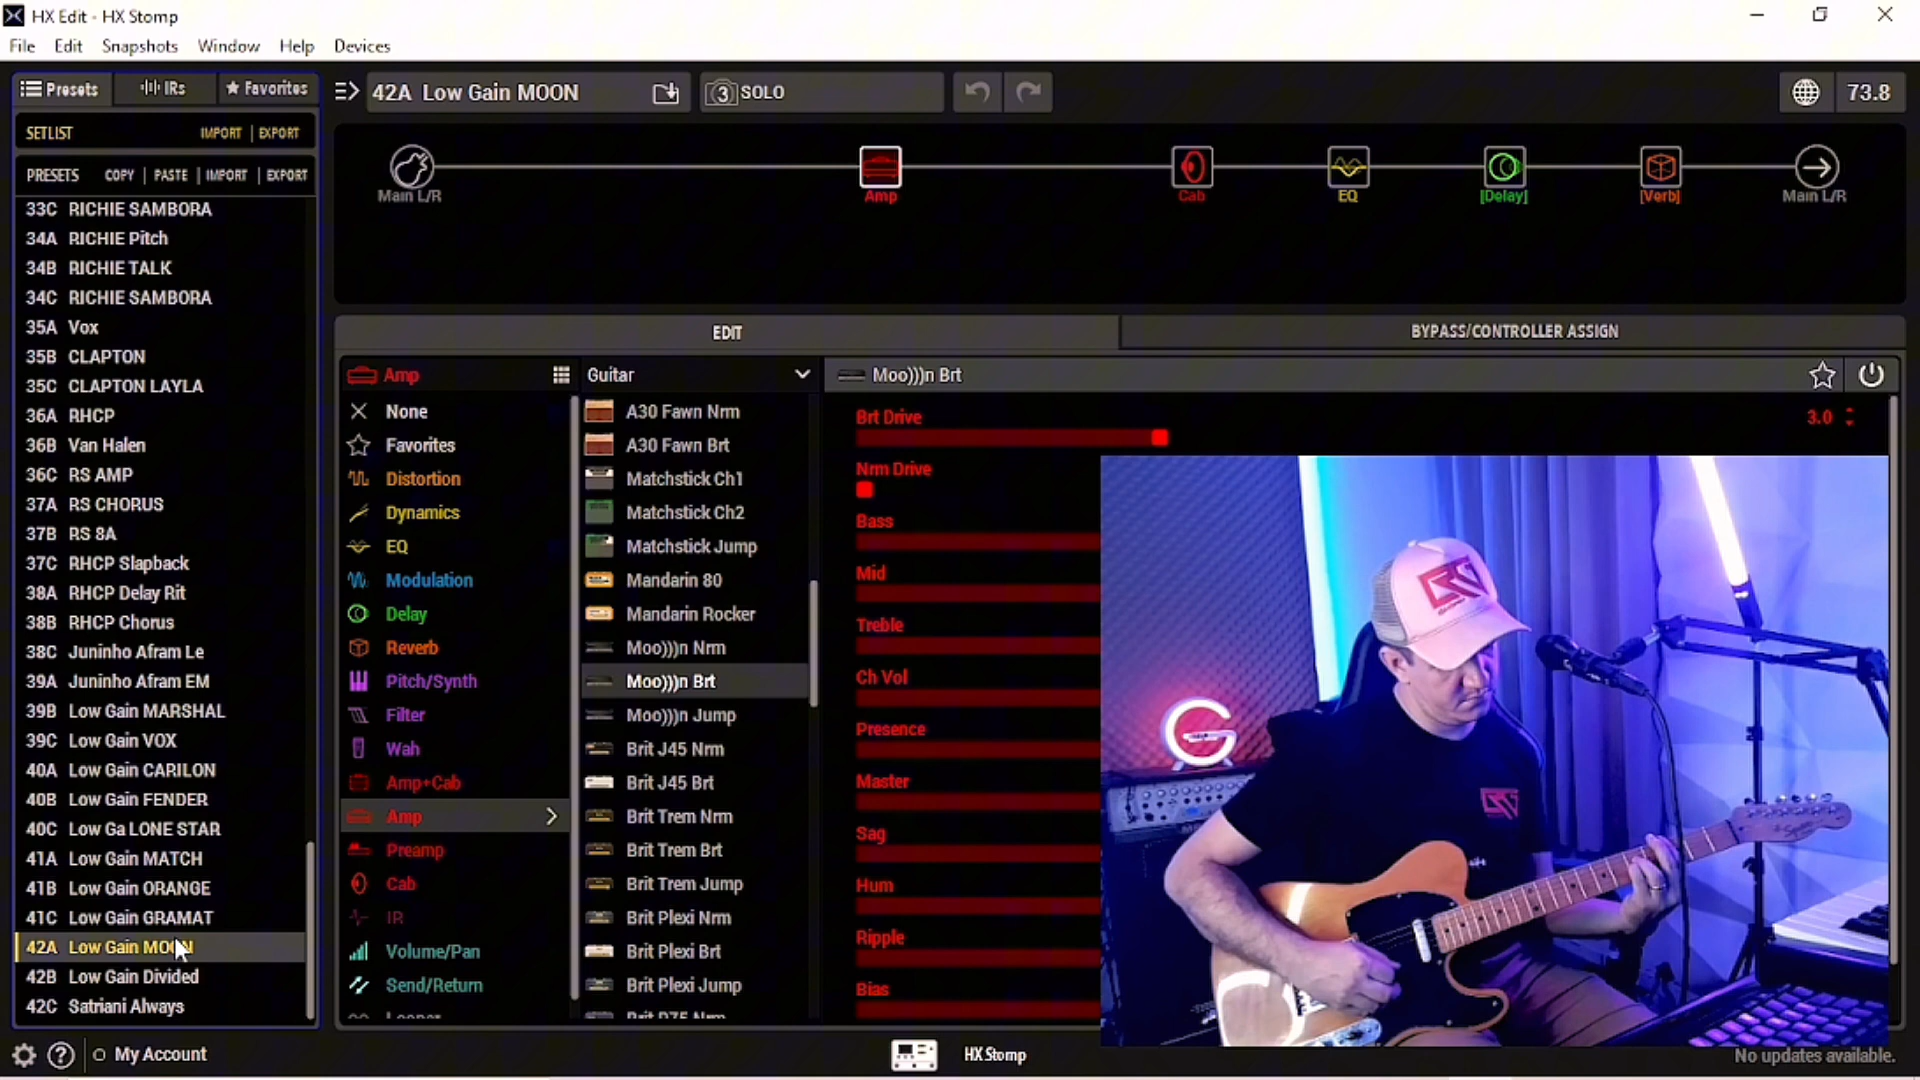 HX Edit - HX Stomp
File Edit Snapshots Window Help Devices
Presets IRs Favorites
42A Low Gain MOON
3 SOLO
73.8
SETLIST IMPORT | EXPORT
PRESETS COPY | PASTE | IMPORT | EXPORT
33C RICHIE SAMBORA
34A RICHIE Pitch
34B RICHIE TALK
34C RICHIE SAMBORA
35A Vox
35B CLAPTON
35C CLAPTON LAYLA
36A RHCP
36B Van Halen
36C RS AMP
37A RS CHORUS
37B RS 8A
37C RHCP Slapback
38A RHCP Delay Rit
38B RHCP Chorus
38C Juninho Afram Le
39A Juninho Afram EM
39B Low Gain MARSHAL
39C Low Gain VOX
40A Low Gain CARILON
40B Low Gain FENDER
40C Low Ga LONE STAR
41A Low Gain MATCH
41B Low Gain ORANGE
41C Low Gain GRAMAT
42A Low Gain MOON
42B Low Gain Divided
42C Satriani Always
Main L/R
Amp
Cab
EQ
[Delay]
[Verb]
Main L/R
EDIT
BYPASS/CONTROLLER ASSIGN
Amp
None
Favorites
Distortion
Dynamics
EQ
Modulation
Delay
Reverb
Pitch/Synth
Filter
Wah
Amp+Cab
Amp
Preamp
Cab
IR
Volume/Pan
Send/Return
Looper
Guitar
A30 Fawn Nrm
A30 Fawn Brt
Matchstick Ch1
Matchstick Ch2
Matchstick Jump
Mandarin 80
Mandarin Rocker
Moo)))n Nrm
Moo)))n Brt
Moo)))n Jump
Brit J45 Nrm
Brit J45 Brt
Brit Trem Nrm
Brit Trem Brt
Brit Trem Jump
Brit Plexi Nrm
Brit Plexi Brt
Brit Plexi Jump
Brit P75 Nrm
Moo)))n Brt
Brt Drive 3.0
Nrm Drive
Bass
Mid
Treble
Ch Vol
Presence
Master
Sag
Hum
Ripple
Bias
G
My Account
HX Stomp
No updates available.